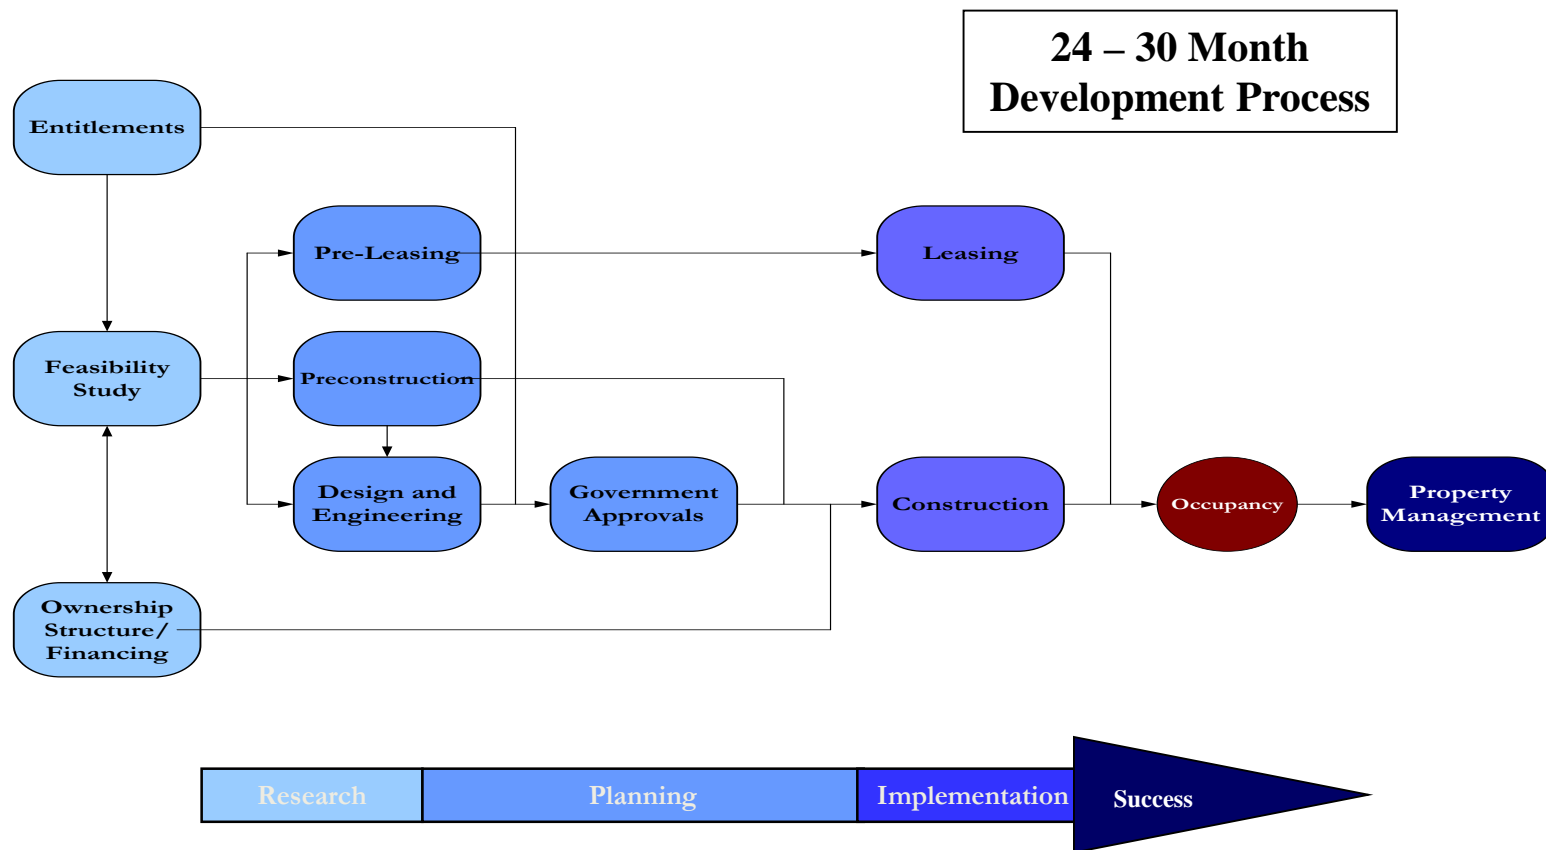 24 – 30 Month
Development Process
Entitlements
Pre-Leasing
Leasing
Feasibility
Study
Preconstruction
Design and
Engineering
Government
Approvals
Construction
Occupancy
Property
Management
Ownership
Structure/
Financing
Research
Planning
Implementation
Success